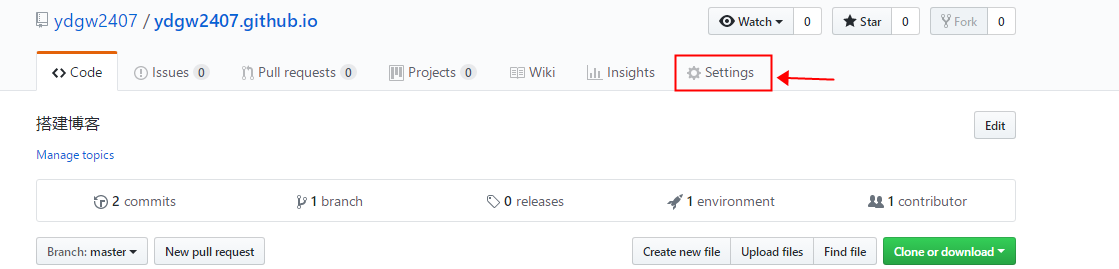 ydgw2407 / ydgw2407.github.io Watch 0 Star 0 Fork 0
Code Issues 0 Pull requests 0 Projects 0 Wiki Insights Settings
搭建博客 Edit
Manage topics
2 commits 1 branch 0 releases 1 environment 1 contributor
Branch: master New pull request Create new file Upload files Find file Clone or download